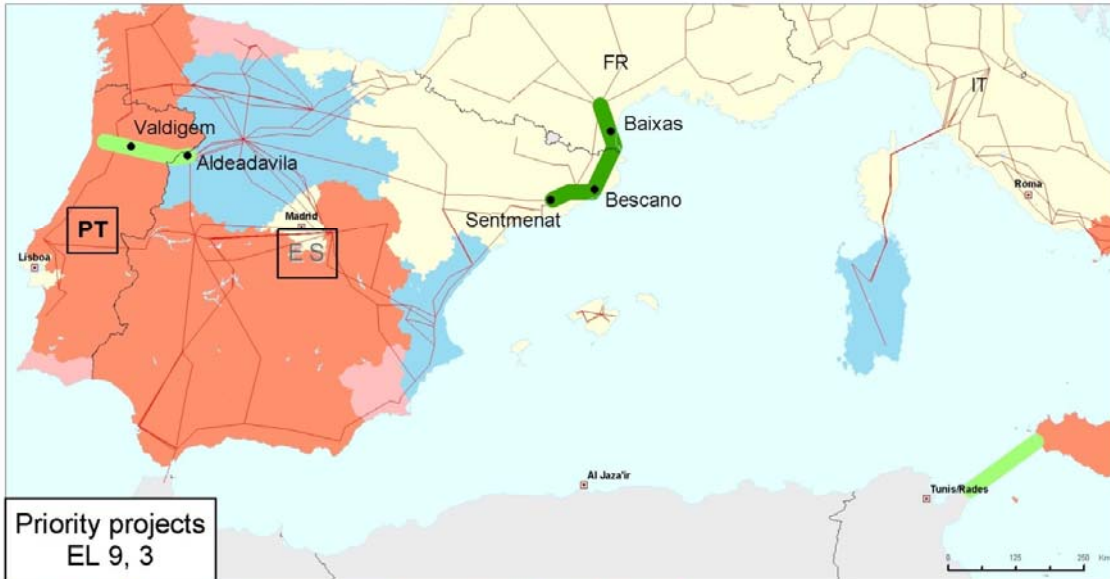 FR
IT
Baixas
Valdigem
Aldeadavila
Bescano
Roma
Sentmenat
Madrid
PT
ES
Lisboa
Al Jaza'ir
Tunis/Rades
Priority projects
EL 9, 3
0 125 250 Km